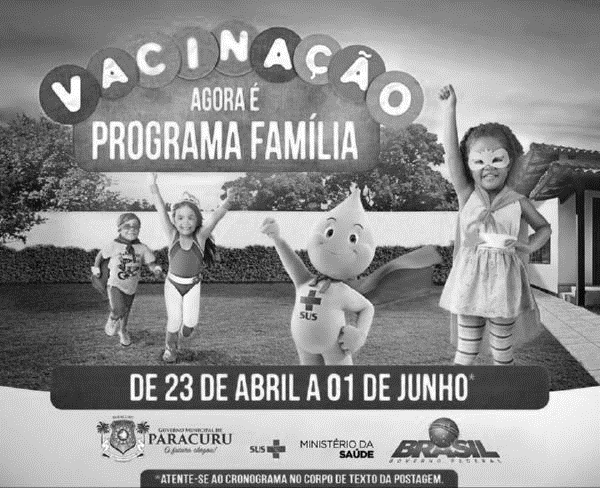 VACINAÇÃO
AGORA É
PROGRAMA FAMÍLIA
SUS
DE 23 DE ABRIL A 01 DE JUNHO*
PARACURU
GOVERNO MUNICIPAL DE
PARACURU
O futuro chegou!
SUS
MINISTÉRIO DA
SAÚDE
BRASIL
GOVERNO FEDERAL
*ATENTE-SE AO CRONOGRAMA NO CORPO DE TEXTO DA POSTAGEM.